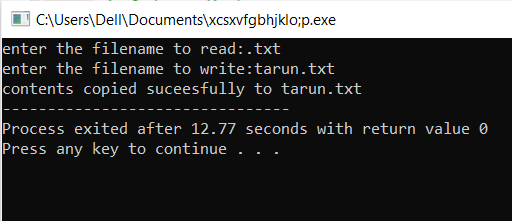 C:\Users\Dell\Documents\xcsxvfgbhjklo;p.exe
enter the filename to read:.txt
enter the filename to write:tarun.txt
contents copied suceesfully to tarun.txt
--------------------------------
Process exited after 12.77 seconds with return value 0
Press any key to continue . . .